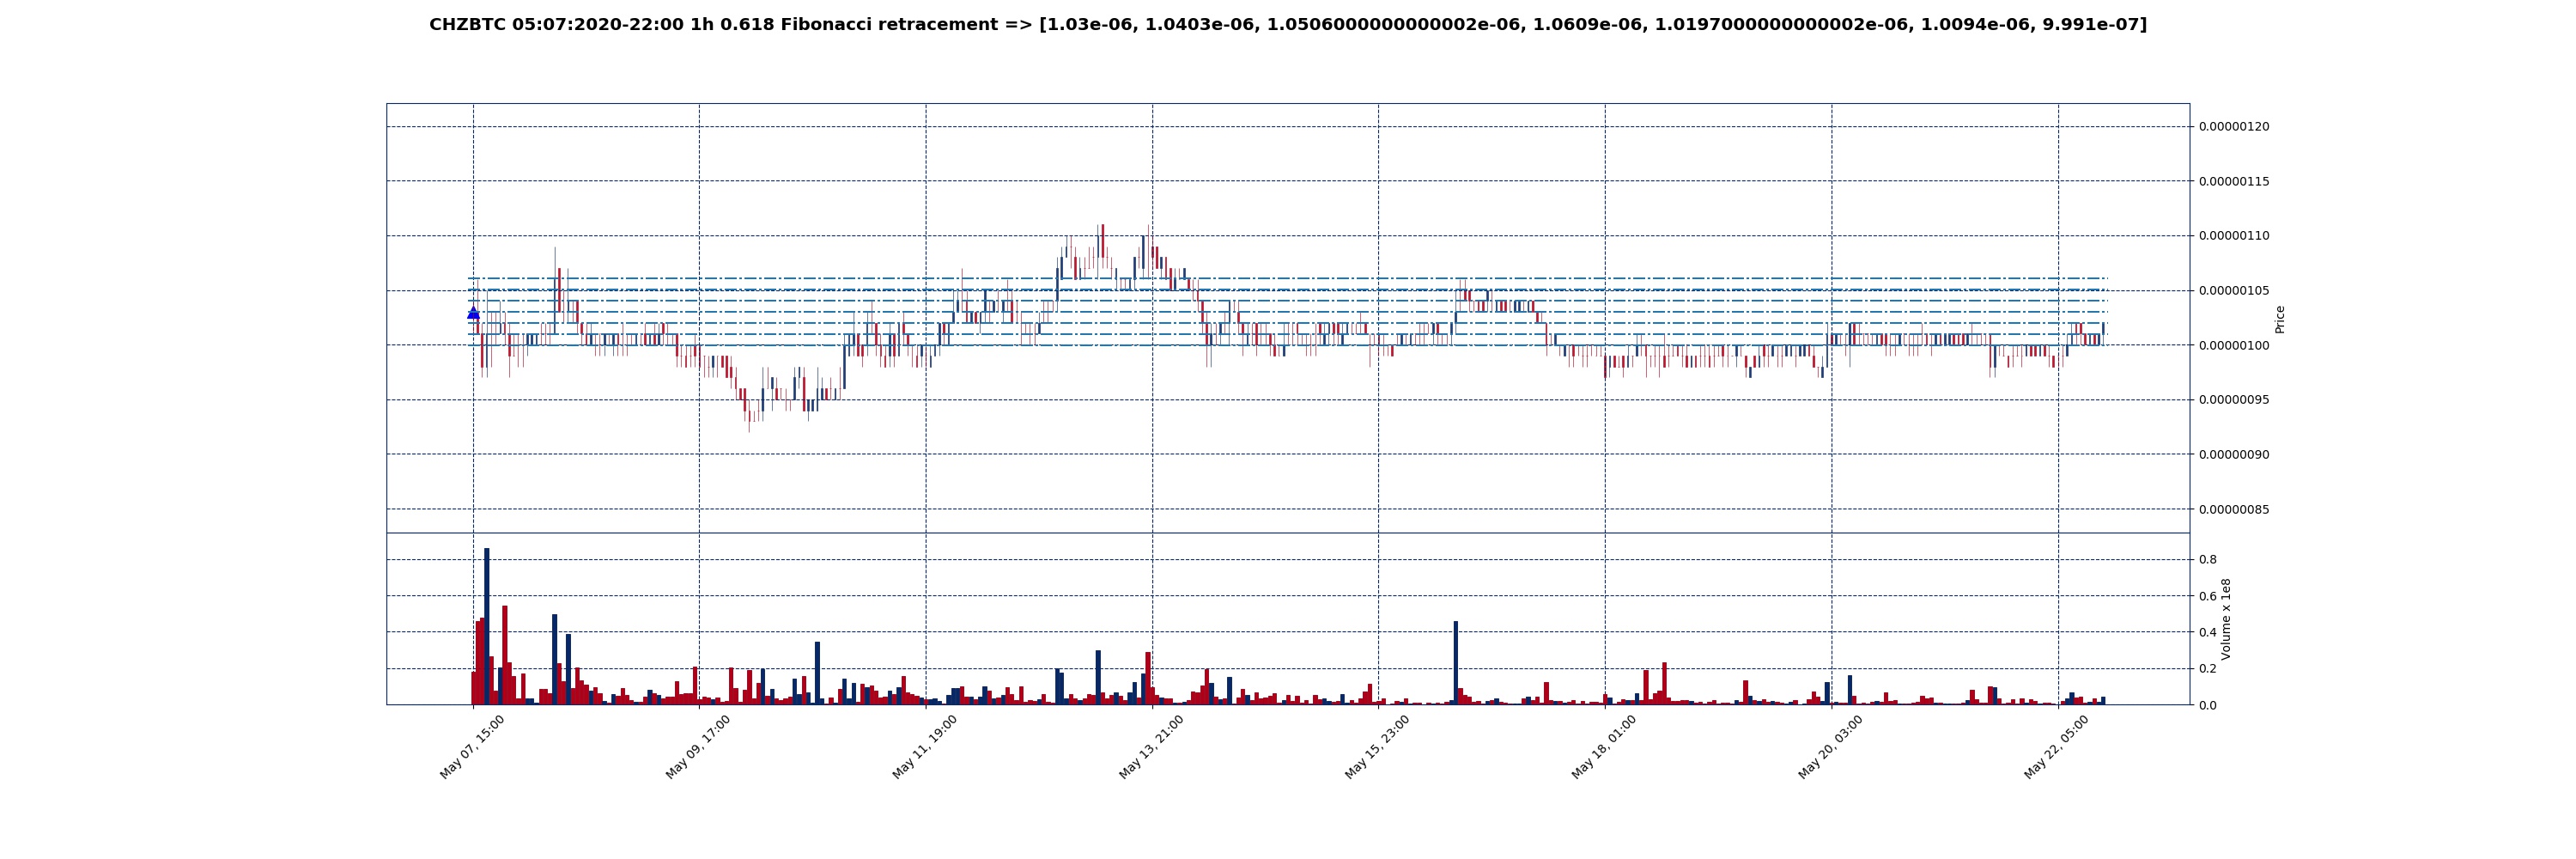 CHZBTC 05:07:2020-22:00 1h 0.618 Fibonacci retracement => [1.03e-06, 1.0403e-06, 1.0506000000000002e-06, 1.0609e-06, 1.0197000000000002e-06, 1.0094e-06, 9.991e-07]
0.00000120
0.00000115
0.00000110
0.00000105
0.00000100
0.00000095
0.00000090
0.00000085
Price
0.8
0.6
0.4
0.2
0.0
Volume x 1e8
May 07, 15:00
May 09, 17:00
May 11, 19:00
May 13, 21:00
May 15, 23:00
May 18, 01:00
May 20, 03:00
May 22, 05:00